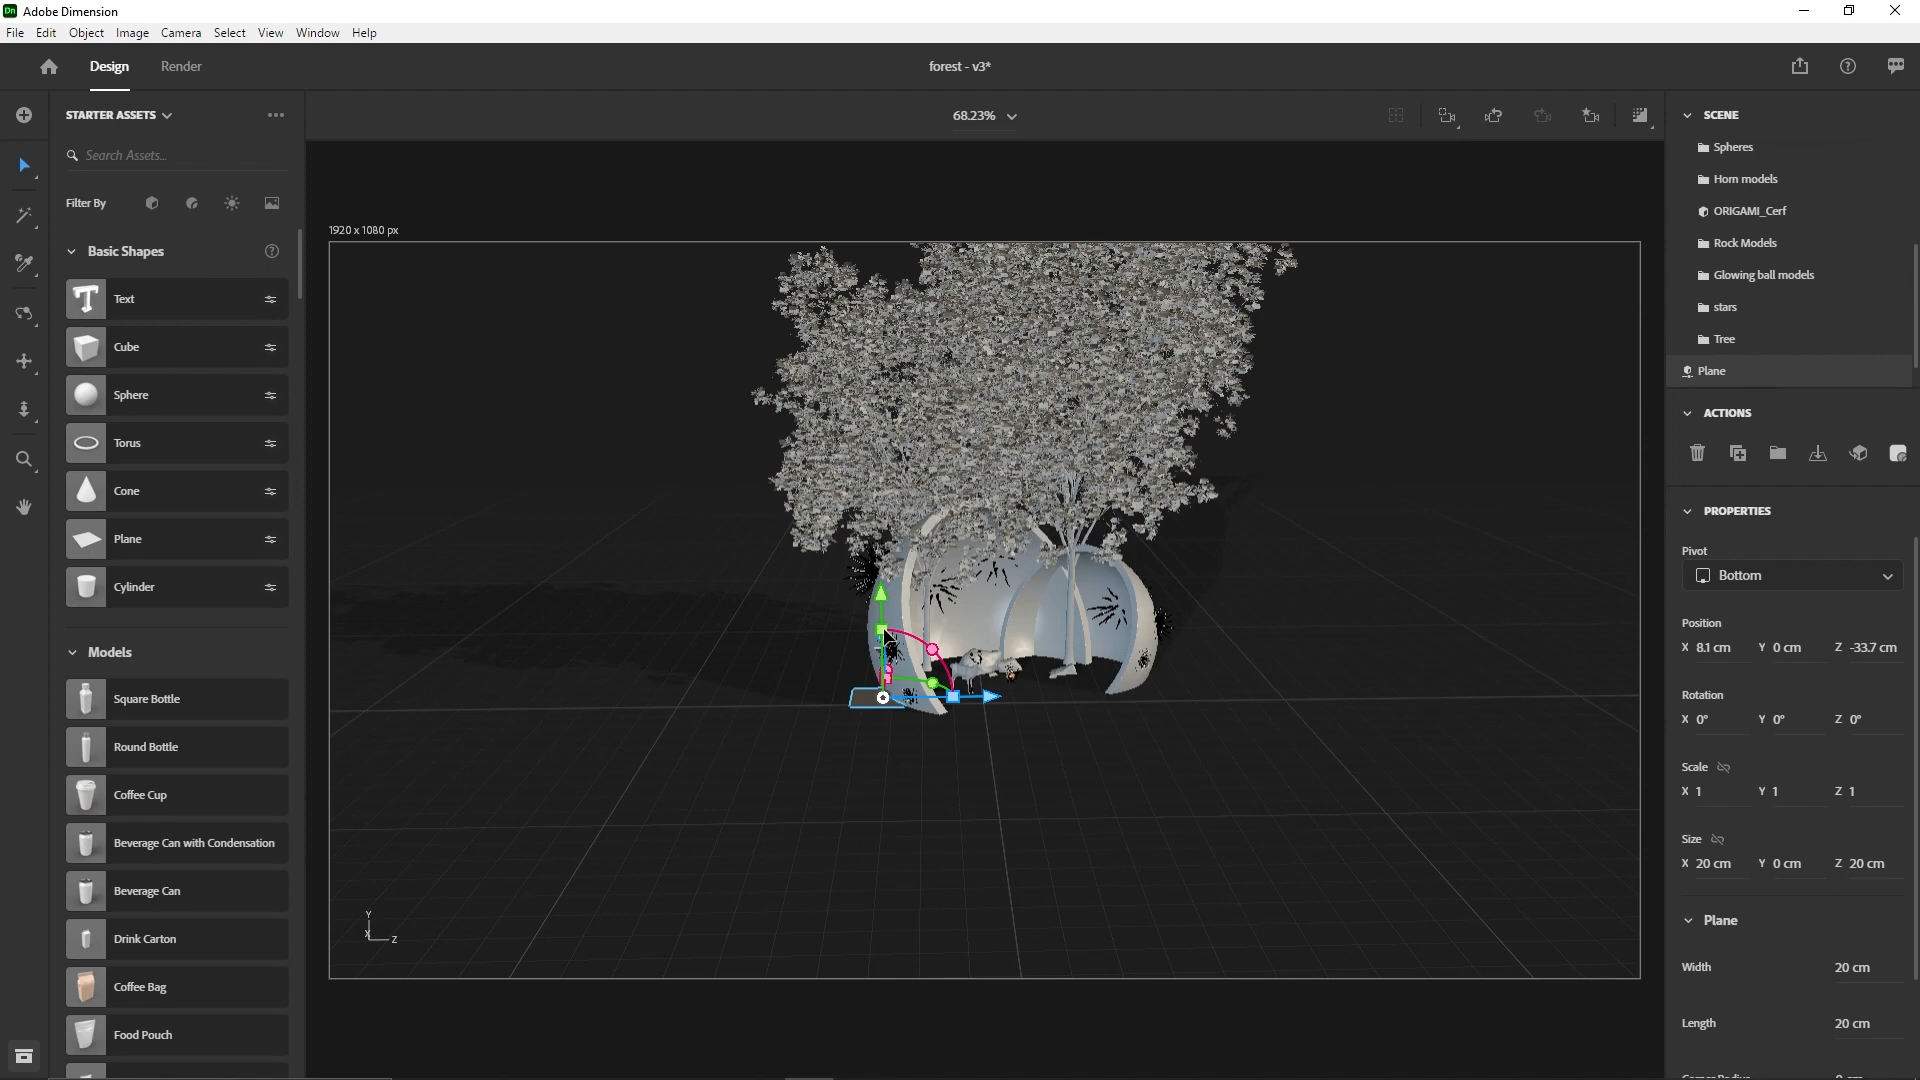 Adobe Dimension
File Edit Object Image Camera Select View Window Help
Design Render forest - v3*
STARTER ASSETS
68.23%
Search Assets...
Filter By
Basic Shapes
Text
Cube
Sphere
Torus
Cone
Plane
Cylinder
Models
Square Bottle
Round Bottle
Coffee Cup
Beverage Can with Condensation
Beverage Can
Drink Carton
Coffee Bag
Food Pouch
1920 x 1080 px
Y
X Z
SCENE
Spheres
Horn models
ORIGAMI_Cerf
Rock Models
Glowing ball models
stars
Tree
Plane
ACTIONS
PROPERTIES
Pivot
Bottom
Position
X 8.1 cm Y 0 cm Z -33.7 cm
Rotation
X 0° Y 0° Z 0°
Scale
X 1 Y 1 Z 1
Size
X 20 cm Y 0 cm Z 20 cm
Plane
Width 20 cm
Length 20 cm